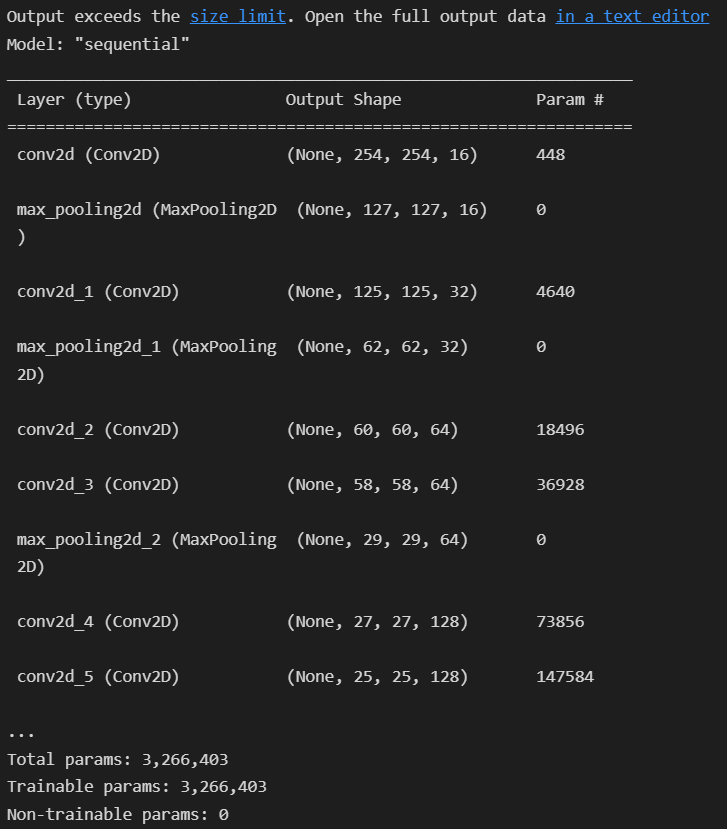 Output exceeds the size limit. Open the full output data in a text editor
Model: "sequential"
_________________________________________________________________
Layer (type)                Output Shape              Param #
=================================================================
conv2d (Conv2D)             (None, 254, 254, 16)      448
max_pooling2d (MaxPooling2D  (None, 127, 127, 16)     0
)
conv2d_1 (Conv2D)           (None, 125, 125, 32)      4640
max_pooling2d_1 (MaxPooling  (None, 62, 62, 32)       0
2D)
conv2d_2 (Conv2D)           (None, 60, 60, 64)        18496
conv2d_3 (Conv2D)           (None, 58, 58, 64)        36928
max_pooling2d_2 (MaxPooling  (None, 29, 29, 64)       0
2D)
conv2d_4 (Conv2D)           (None, 27, 27, 128)       73856
conv2d_5 (Conv2D)           (None, 25, 25, 128)       147584
...
Total params: 3,266,403
Trainable params: 3,266,403
Non-trainable params: 0